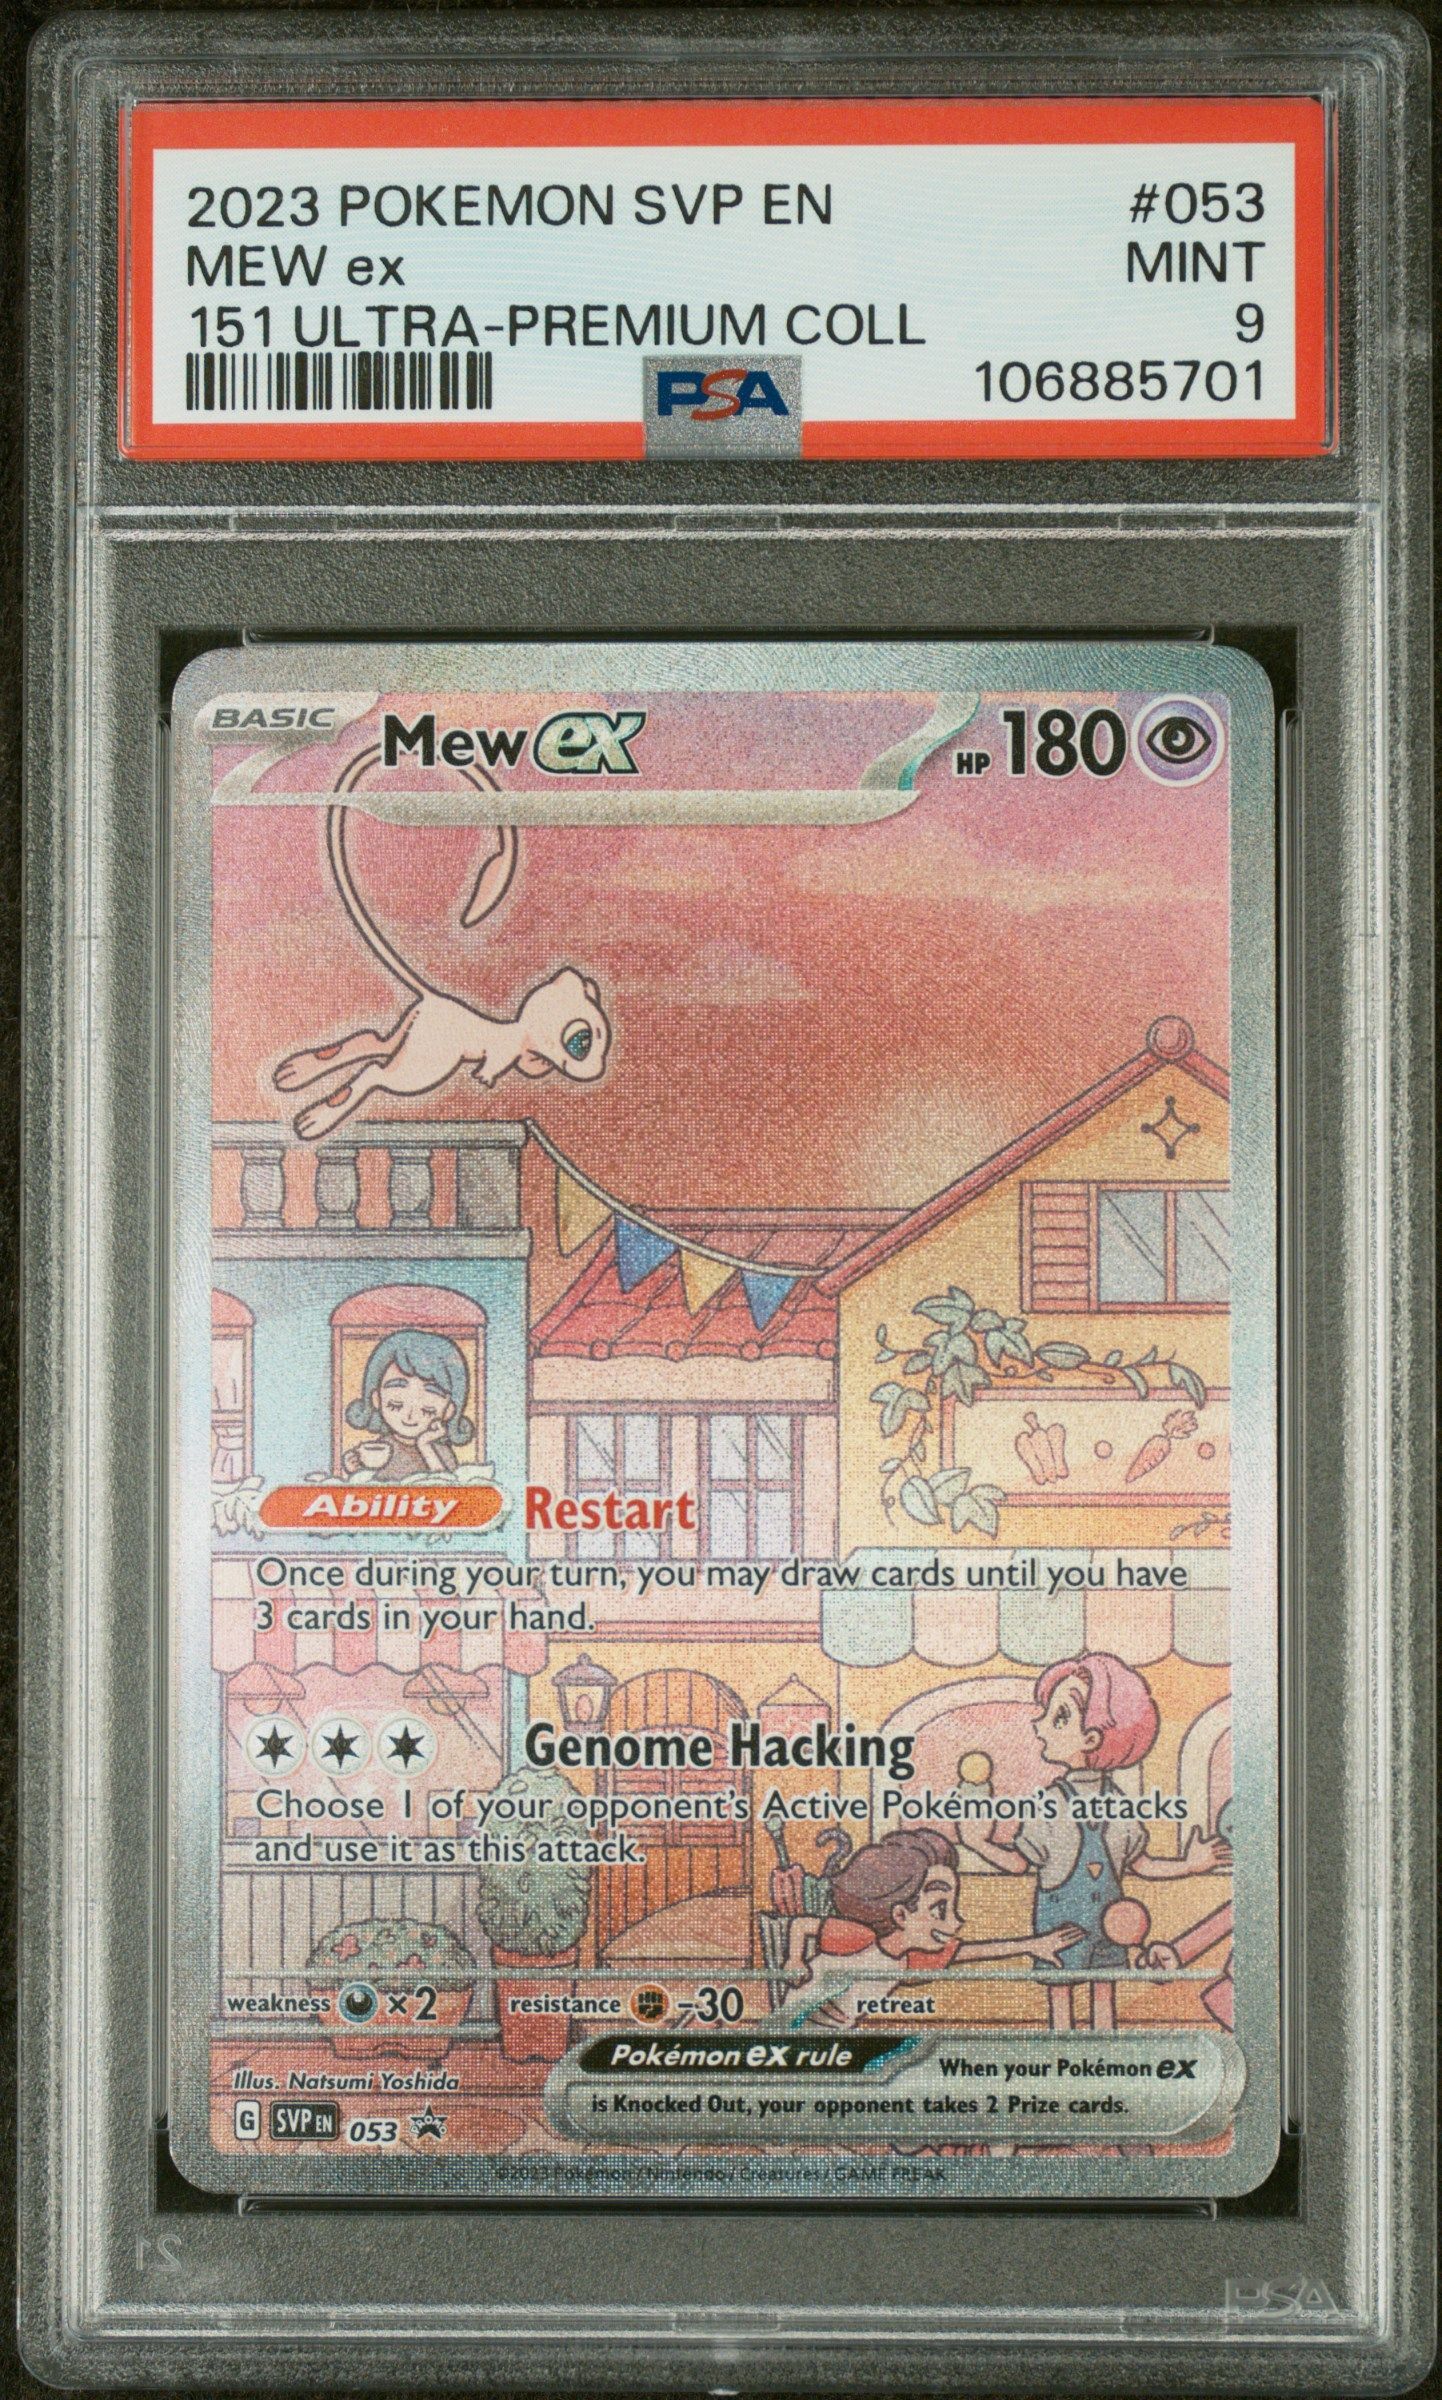 2023 POKEMON SVP EN #053
MEW ex MINT
151 ULTRA-PREMIUM COLL 9
PSA 106885701
BASIC Mew ex HP 180
Ability Restart
Once during your turn, you may draw cards until you have
3 cards in your hand.
Genome Hacking
Choose 1 of your opponent's Active Pokémon's attacks
and use it as this attack.
weakness ×2 resistance -30 retreat
Pokémon ex rule When your Pokémon ex
is Knocked Out, your opponent takes 2 Prize cards.
Illus. Natsumi Yoshida
G SVP EN 053 PROMO
©2023 Pokémon / Nintendo / Creatures / GAME FREAK
21 PSA